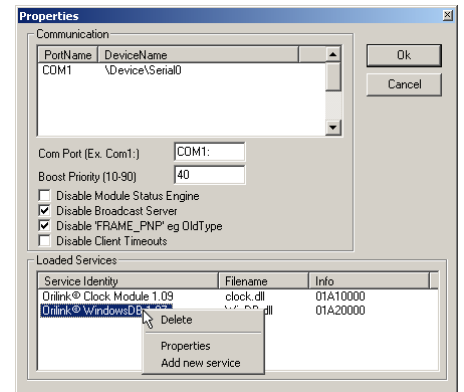 Properties
Communication
PortName DeviceName
COM1 \Device\Serial0
Ok
Cancel
Com Port (Ex. Com1:) COM1:
Boost Priority (10-90) 40
Disable Module Status Engine
Disable Broadcast Server
Disable 'FRAME_PNP' eg OldType
Disable Client Timeouts
Loaded Services
Service Identity Filename Info
Orilink® Clock Module 1.09 clock.dll 01A10000
Orilink® WindowsDB 01A20000
Delete
Properties
Add new service